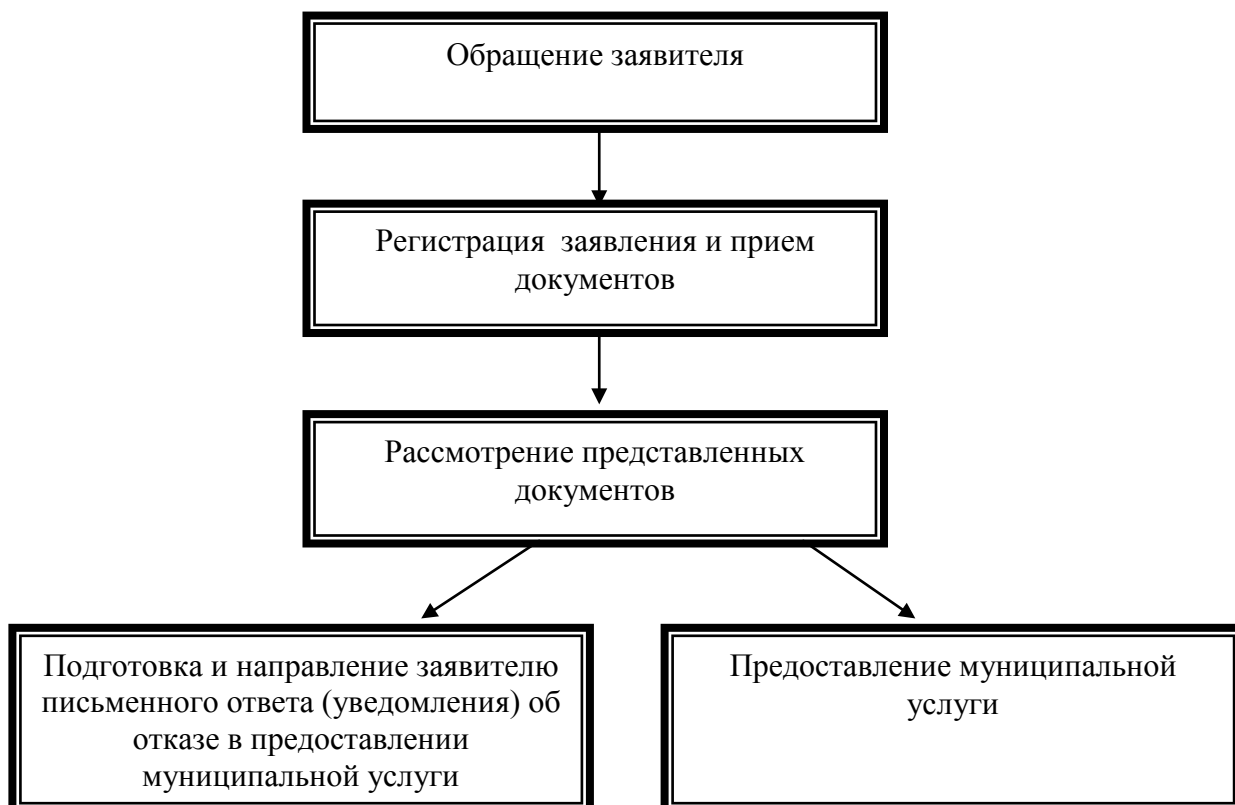 Обращение заявителя
Регистрация  заявления и прием
документов
Рассмотрение представленных
документов
Подготовка и направление заявителю
письменного ответа (уведомления) об
отказе в предоставлении
муниципальной услуги
Предоставление муниципальной
услуги